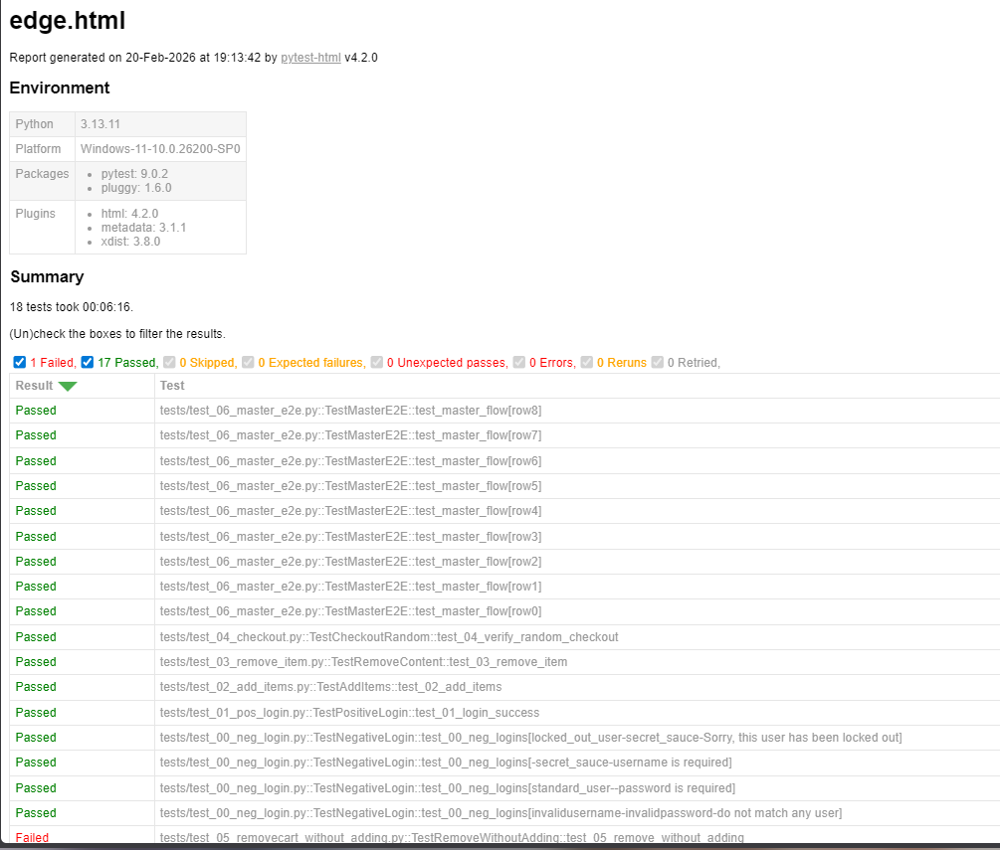 edge.html
Report generated on 20-Feb-2026 at 19:13:42 by pytest-html v4.2.0
Environment
Python 3.13.11
Platform Windows-11-10.0.26200-SP0
Packages
pytest: 9.0.2
pluggy: 1.6.0
Plugins
html: 4.2.0
metadata: 3.1.1
xdist: 3.8.0
Summary
18 tests took 00:06:16.
(Un)check the boxes to filter the results.
1 Failed, 17 Passed, 0 Skipped, 0 Expected failures, 0 Unexpected passes, 0 Errors, 0 Reruns 0 Retried,
Result Test
Passed tests/test_06_master_e2e.py::TestMasterE2E::test_master_flow[row8]
Passed tests/test_06_master_e2e.py::TestMasterE2E::test_master_flow[row7]
Passed tests/test_06_master_e2e.py::TestMasterE2E::test_master_flow[row6]
Passed tests/test_06_master_e2e.py::TestMasterE2E::test_master_flow[row5]
Passed tests/test_06_master_e2e.py::TestMasterE2E::test_master_flow[row4]
Passed tests/test_06_master_e2e.py::TestMasterE2E::test_master_flow[row3]
Passed tests/test_06_master_e2e.py::TestMasterE2E::test_master_flow[row2]
Passed tests/test_06_master_e2e.py::TestMasterE2E::test_master_flow[row1]
Passed tests/test_06_master_e2e.py::TestMasterE2E::test_master_flow[row0]
Passed tests/test_04_checkout.py::TestCheckoutRandom::test_04_verify_random_checkout
Passed tests/test_03_remove_item.py::TestRemoveContent::test_03_remove_item
Passed tests/test_02_add_items.py::TestAddItems::test_02_add_items
Passed tests/test_01_pos_login.py::TestPositiveLogin::test_01_login_success
Passed tests/test_00_neg_login.py::TestNegativeLogin::test_00_neg_logins[locked_out_user-secret_sauce-Sorry, this user has been locked out]
Passed tests/test_00_neg_login.py::TestNegativeLogin::test_00_neg_logins[-secret_sauce-username is required]
Passed tests/test_00_neg_login.py::TestNegativeLogin::test_00_neg_logins[standard_user--password is required]
Passed tests/test_00_neg_login.py::TestNegativeLogin::test_00_neg_logins[invalidusername-invalidpassword-do not match any user]
Failed tests/test_05_removecart_without_adding.py::TestRemoveWithoutAdding::test_05_remove_without_adding